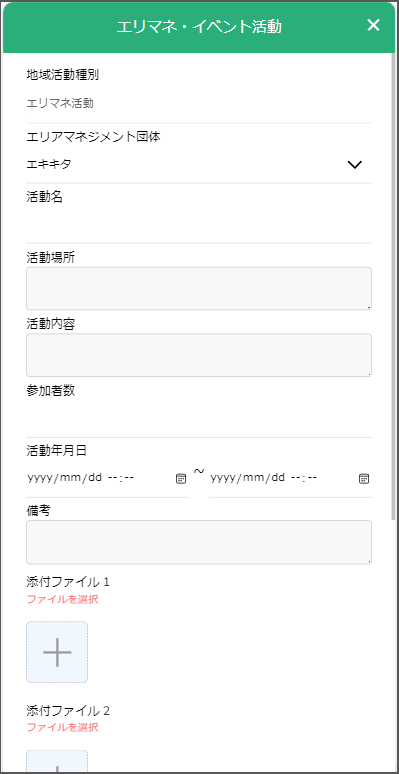 エリマネ・イベント活動
地域活動種別
エリマネ活動
エリアマネジメント団体
エキキタ
活動名
活動場所
活動内容
参加者数
活動年月日
yyyy/mm/dd --:-- ~ yyyy/mm/dd --:--
備考
添付ファイル 1
ファイルを選択
添付ファイル 2
ファイルを選択